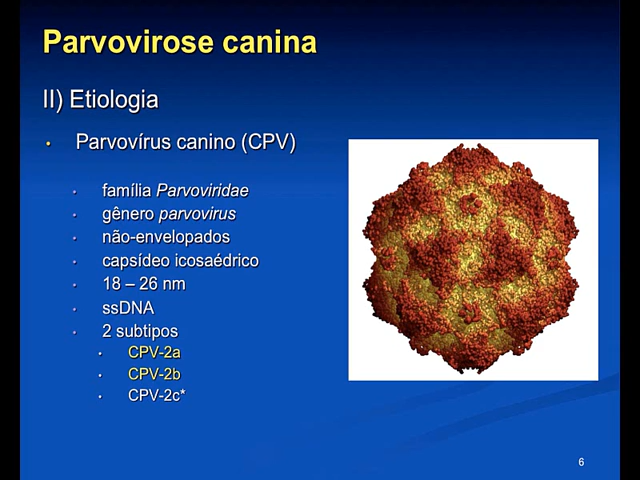 Parvovirose canina
II) Etiologia
• Parvovírus canino (CPV)
• família Parvoviridae
• gênero parvovirus
• não-envelopados
• capsídeo icosaédrico
• 18 – 26 nm
• ssDNA
• 2 subtipos
• CPV-2a
• CPV-2b
• CPV-2c*
6